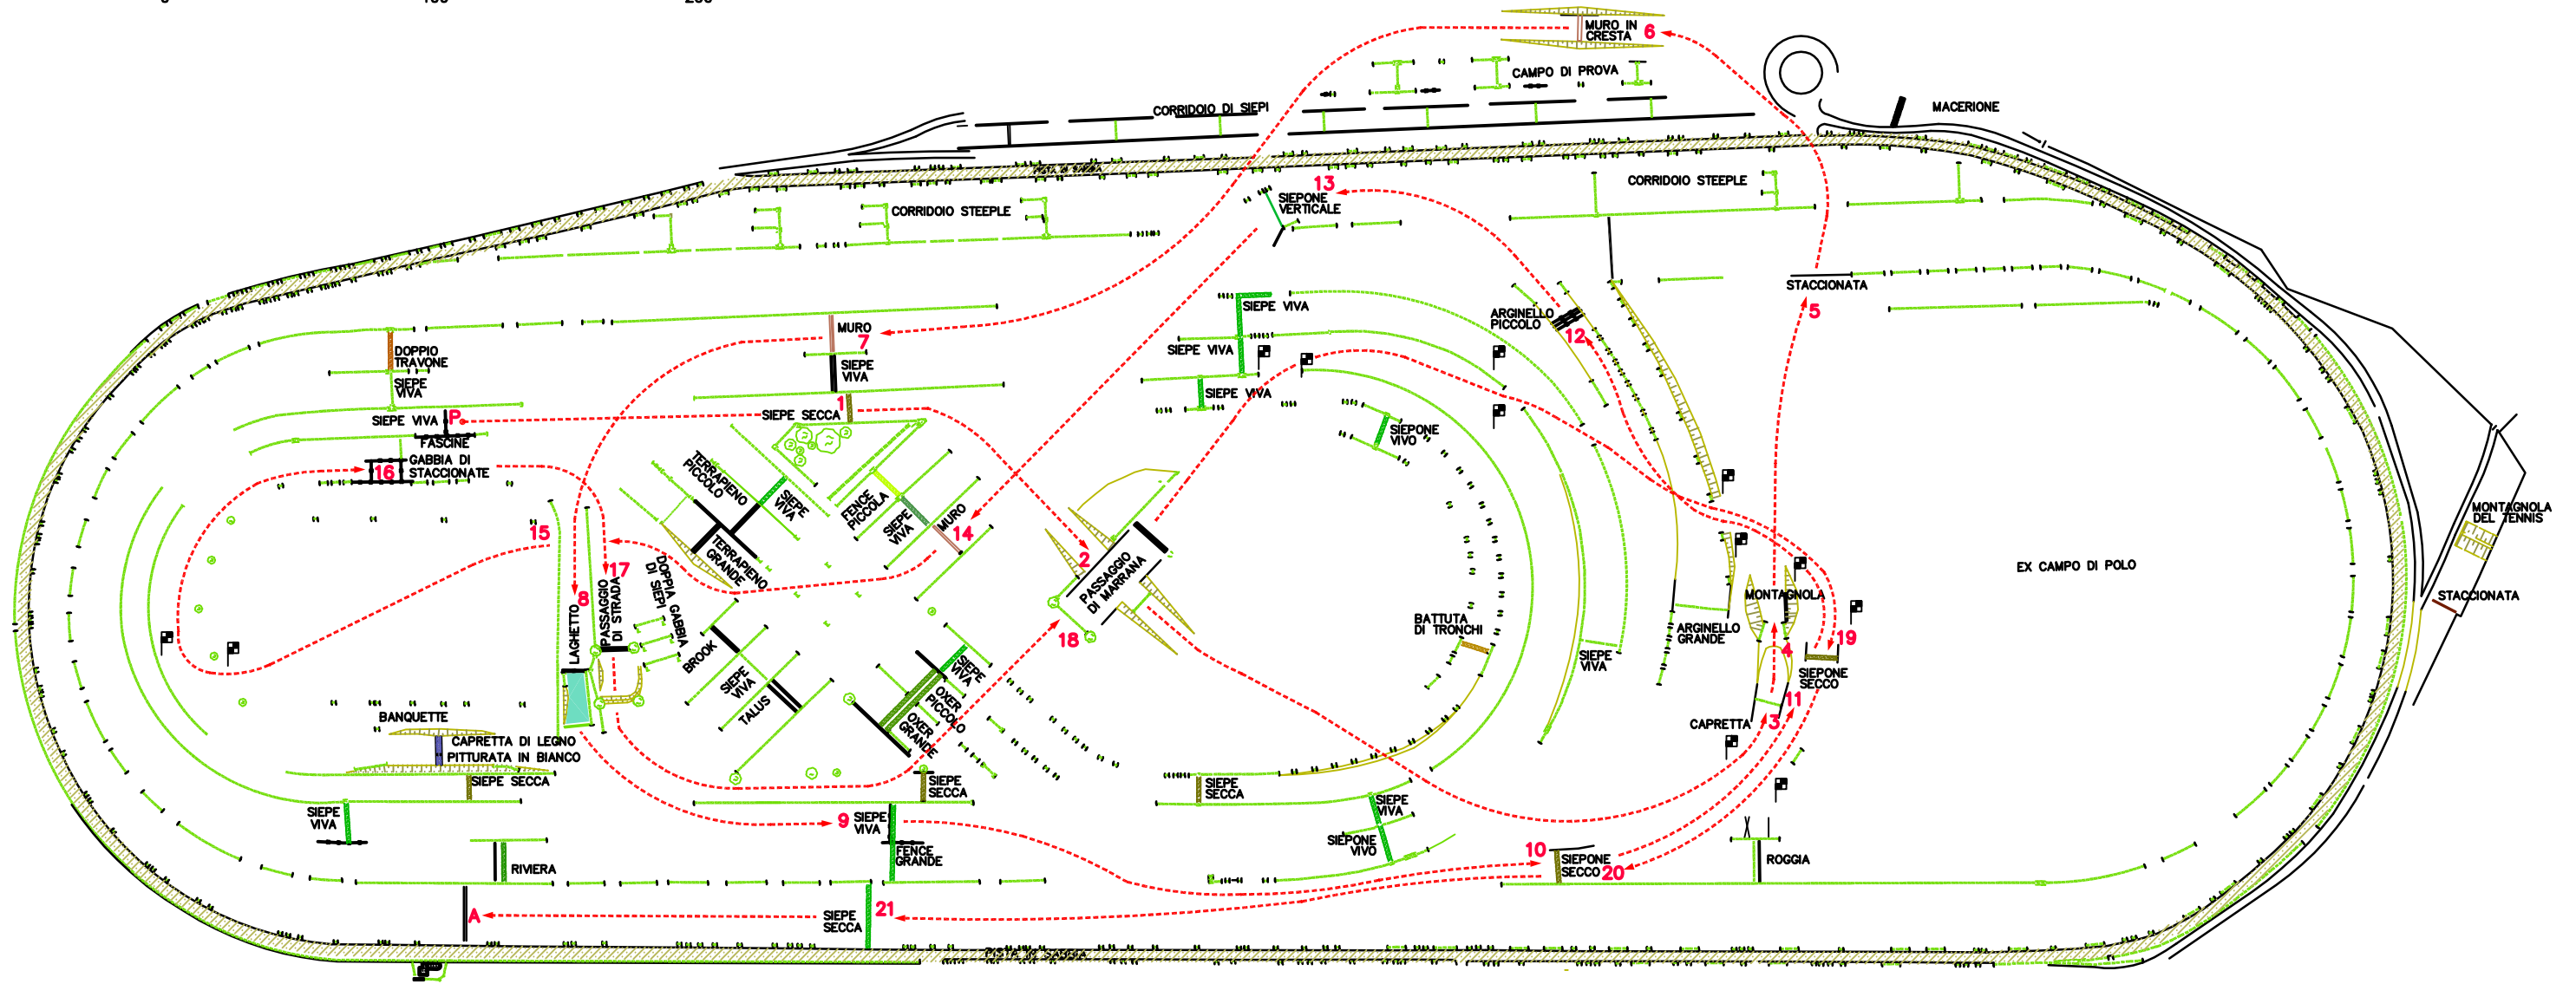 MURO IN
CRESTA
6
CAMPO DI PROVA
CORRIDOIO DI SIEPI
MACERIONE
13
SIEPONE
VERTICALE
CORRIDOIO STEEPLE
CORRIDOIO STEEPLE
STACCIONATA
5
SIEPE VIVA
ARGINELLO
PICCOLO
12
MURO
7
SIEPE VIVA
DOPPIO
TRAVONE
SIEPE
VIVA
SIEPE
VIVA
SIEPE VIVA
1
SIEPE SECCA
SIEPE VIVA
P
FASCINE
SIEPONE
VIVO
GABBIA DI
STACCIONATE
16
TERRAPIENO
PICCOLO
SIEPE
VIVA
FENCE
PICCOLA
SIEPE
VIVA
MURO
14
15
TERRAPIENO
GRANDE
2
PASSAGGIO
DI MARRANA
MONTAGNOLA
DEL TENNIS
EX CAMPO DI POLO
17
DOPPIA GABBIA
DI SIEPI
8
LAGHETTO
PASSAGGIO
DI STRADA
MONTAGNOLA
STACCIONATA
BATTUTA
DI TRONCHI
ARGINELLO
GRANDE
18
19
4
BROOK
SIEPE
VIVA
SIEPE
VIVA
SIEPE
VIVA
SIEPONE
SECCO
TALUS
OXER
PICCOLO
OXER
GRANDE
11
3
CAPRETTA
BANQUETTE
CAPRETTA DI LEGNO
PITTURATA IN BIANCO
SIEPE SECCA
SIEPE
SECCA
SIEPE
SECCA
SIEPE
VIVA
SIEPE
VIVA
9
SIEPE
VIVA
SIEPONE
VIVO
10
FENCE
GRANDE
SIEPONE
SECCO
20
ROGGIA
RIVIERA
A
SIEPE
SECCA
21